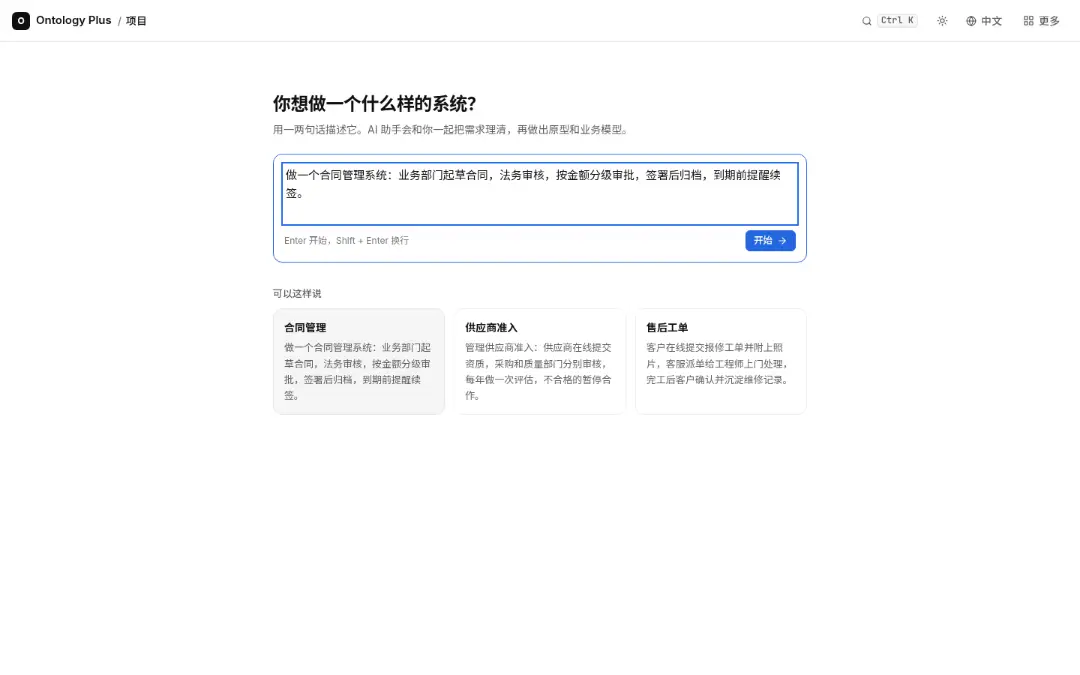 O Ontology Plus / 项目
Ctrl K 中文 更多
你想做一个什么样的系统？
用一两句话描述它。AI 助手会和你一起把需求理清，再做出原型和业务模型。
做一个合同管理系统：业务部门起草合同，法务审核，按金额分级审批，签署后归档，到期前提醒续
签。
Enter 开始，Shift + Enter 换行
开始 →
可以这样说
合同管理
做一个合同管理系统：业务部门起
草合同，法务审核，按金额分级审
批，签署后归档，到期前提醒续
签。
供应商准入
管理供应商准入：供应商在线提交
资质，采购和质量部门分别审核，
每年做一次评估，不合格的暂停合
作。
售后工单
客户在线提交报修工单并附上照
片，客服派单给工程师上门处理，
完工后客户确认并沉淀维修记录。